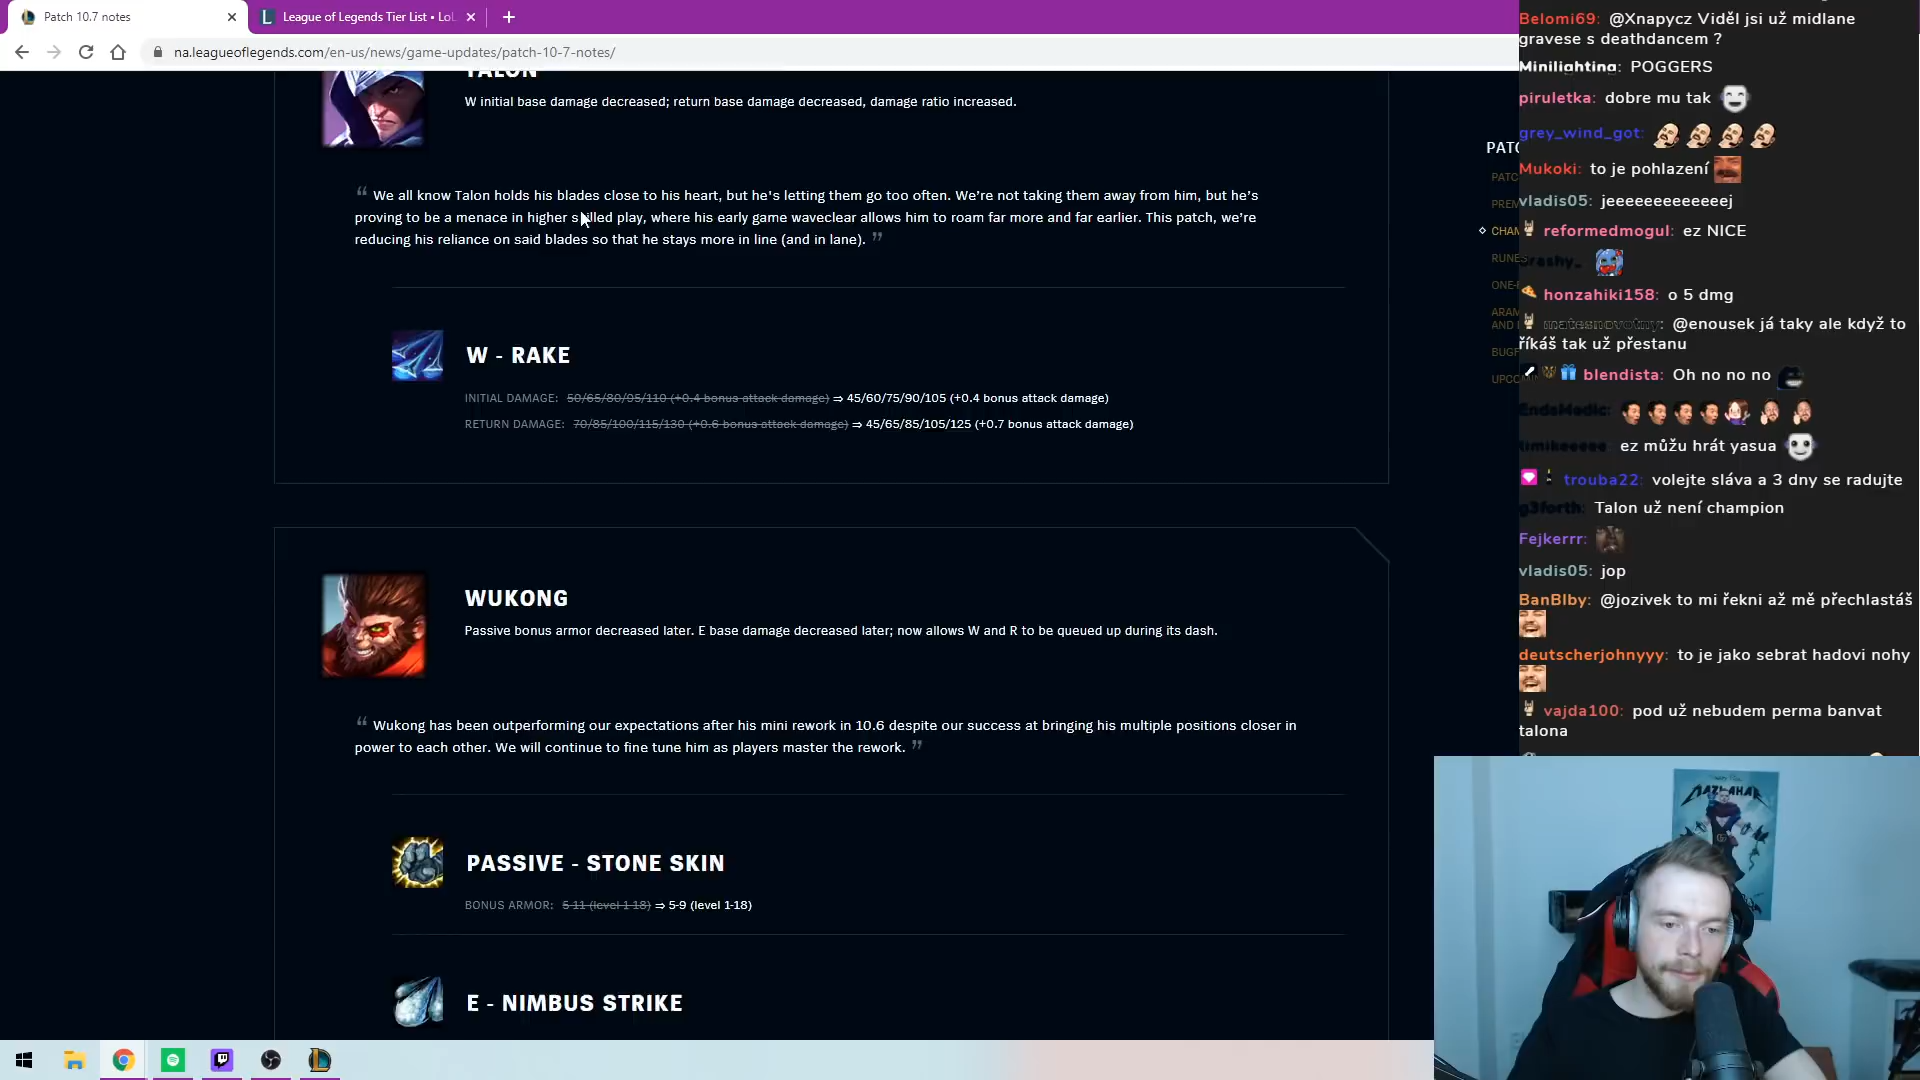 Patch 10.7 notes
League of Legends Tier List • LoL
na.leagueoflegends.com/en-us/news/game-updates/patch-10-7-notes/
TALON
W initial base damage decreased; return base damage decreased, damage ratio increased.
“ We all know Talon holds his blades close to his heart, but he's letting them go too often. We’re not taking them away from him, but he’s
proving to be a menace in higher skilled play, where his early game waveclear allows him to roam far more and far earlier. This patch, we’re
reducing his reliance on said blades so that he stays more in line (and in lane). ”
W - RAKE
INITIAL DAMAGE: 50/65/80/95/110 (+0.4 bonus attack damage) ⇒ 45/60/75/90/105 (+0.4 bonus attack damage)
RETURN DAMAGE: 70/85/100/115/130 (+0.6 bonus attack damage) ⇒ 45/65/85/105/125 (+0.7 bonus attack damage)
WUKONG
Passive bonus armor decreased later. E base damage decreased later; now allows W and R to be queued up during its dash.
“ Wukong has been outperforming our expectations after his mini rework in 10.6 despite our success at bringing his multiple positions closer in
power to each other. We will continue to fine tune him as players master the rework. ”
PASSIVE - STONE SKIN
BONUS ARMOR: 5-11 (level 1-18) ⇒ 5-9 (level 1-18)
E - NIMBUS STRIKE
PATC
PATC
PREM
CHAM
RUNES
ONE-
ARAM
AND
BUGF
UPCO
Belomi69: @Xnapycz Viděl jsi už midlane
gravese s deathdancem ?
Minilighting: POGGERS
piruletka: dobre mu tak
grey_wind_got:
Mukoki: to je pohlazení
vladis05: jeeeeeeeeeeeej
reformedmogul: ez NICE
honzahiki158: o 5 dmg
matesnovotny: @enousek já taky ale když to
říkáš tak už přestanu
blendista: Oh no no no
EndsMedic:
limikeeese: ez můžu hrát yasua
trouba22: volejte sláva a 3 dny se radujte
g3forth: Talon už není champion
Fejkerrr:
vladis05: jop
BanBlby: @jozivek to mi řekni až mě přechlastáš
deutscherjohnyyy: to je jako sebrat hadovi nohy
vajda100: pod už nebudem perma banvat
talona